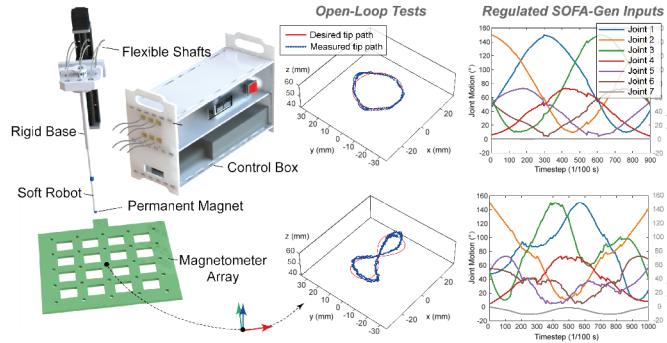 Flexible Shafts
Rigid Base
Control Box
Soft Robot
Permanent Magnet
Magnetometer
Array
Open-Loop Tests
Desired tip path
Measured tip path
z (mm)
60
50
40
30
20
10
0
-10
-20
-30
y (mm)
-20
0
20
x (mm)
z (mm)
60
50
40
30
20
10
0
-10
-20
-30
y (mm)
-20
0
20
x (mm)
Regulated SOFA-Gen Inputs
Joint Motion (°)
160
140
120
100
80
60
40
20
0
-20
Joint 1
Joint 2
Joint 3
Joint 4
Joint 5
Joint 6
Joint 7
20
0
-20
0 100 200 300 400 500 600 700 800 900
Timestep (1/100 s)
Joint Motion (°)
160
140
120
100
80
60
40
20
0
-20
0 100 200 300 400 500 600 700 800 900 1000
Timestep (1/100 s)